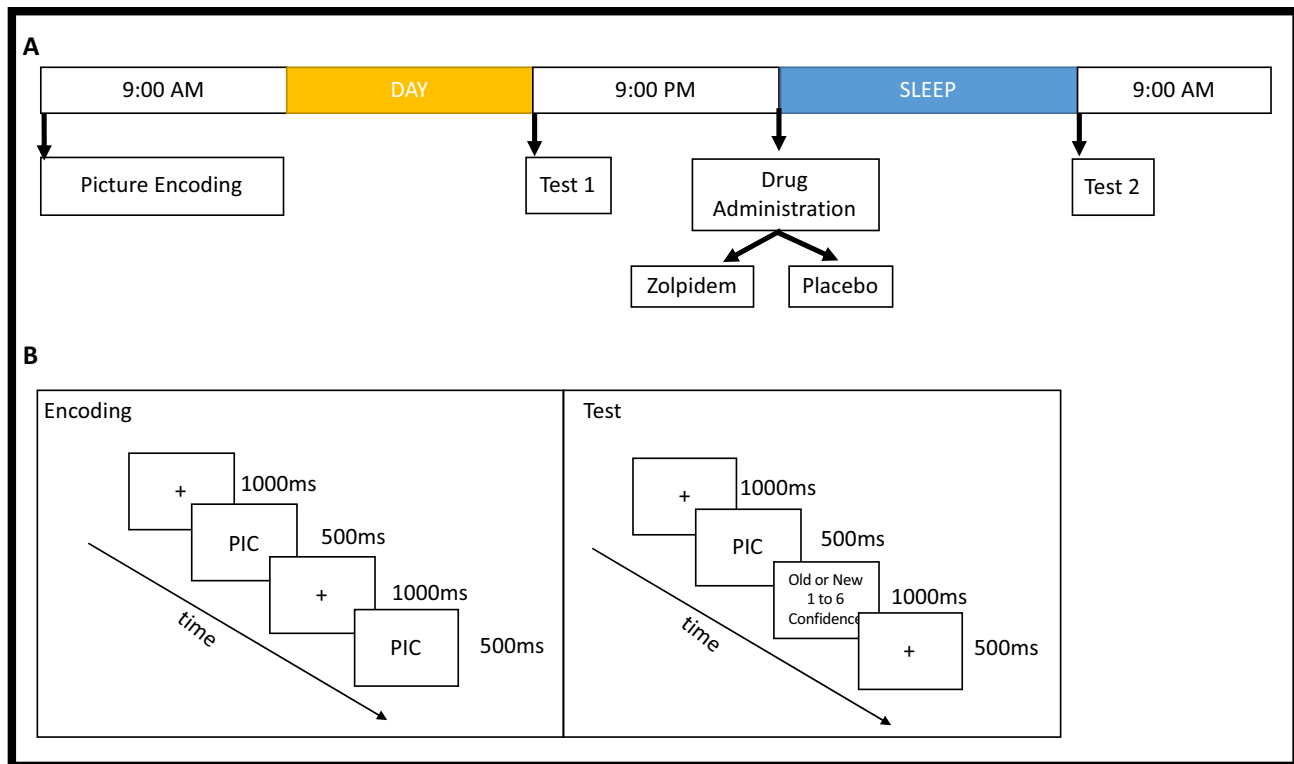 A
9:00 AM
DAY
9:00 PM
SLEEP
9:00 AM
Picture Encoding
Test 1
Drug
Administration
Test 2
Zolpidem
Placebo
B
Encoding
+
1000ms
PIC
500ms
+
1000ms
PIC
500ms
time
Test
+
1000ms
PIC
500ms
Old or New
1 to 6
Confidence
1000ms
+
500ms
time